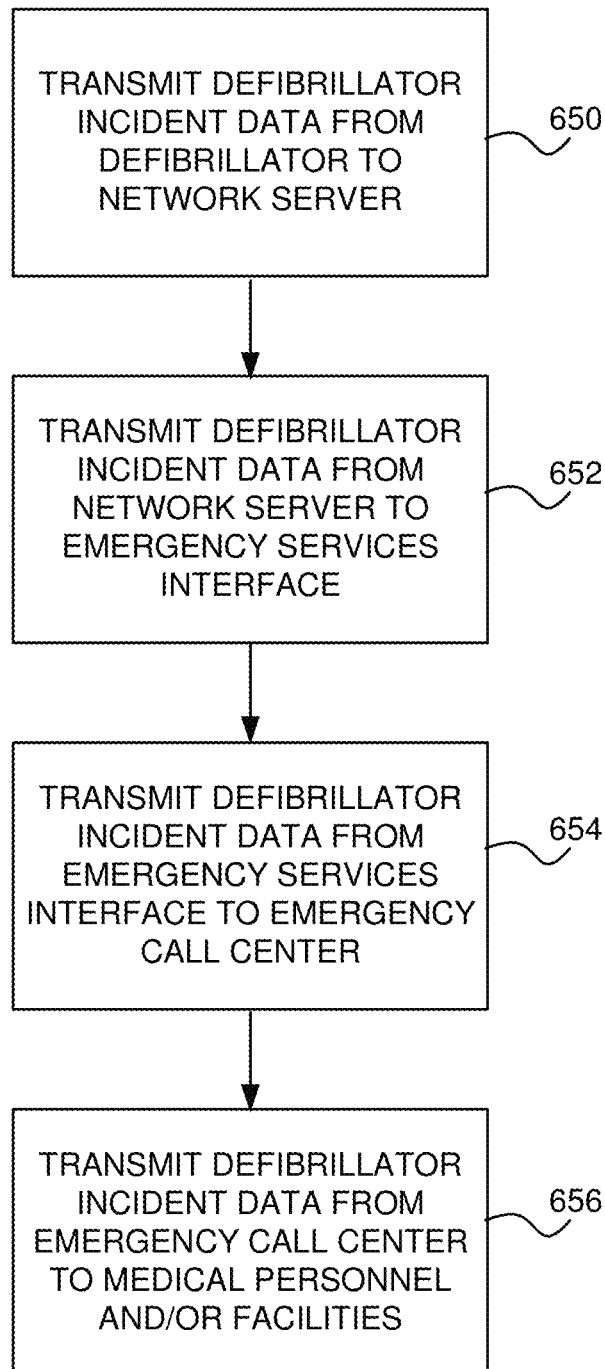 TRANSMIT DEFIBRILLATOR
INCIDENT DATA FROM
DEFIBRILLATOR TO
NETWORK SERVER
650
TRANSMIT DEFIBRILLATOR
INCIDENT DATA FROM
NETWORK SERVER TO
EMERGENCY SERVICES
INTERFACE
652
TRANSMIT DEFIBRILLATOR
INCIDENT DATA FROM
EMERGENCY SERVICES
INTERFACE TO EMERGENCY
CALL CENTER
654
TRANSMIT DEFIBRILLATOR
INCIDENT DATA FROM
EMERGENCY CALL CENTER
TO MEDICAL PERSONNEL
AND/OR FACILITIES
656